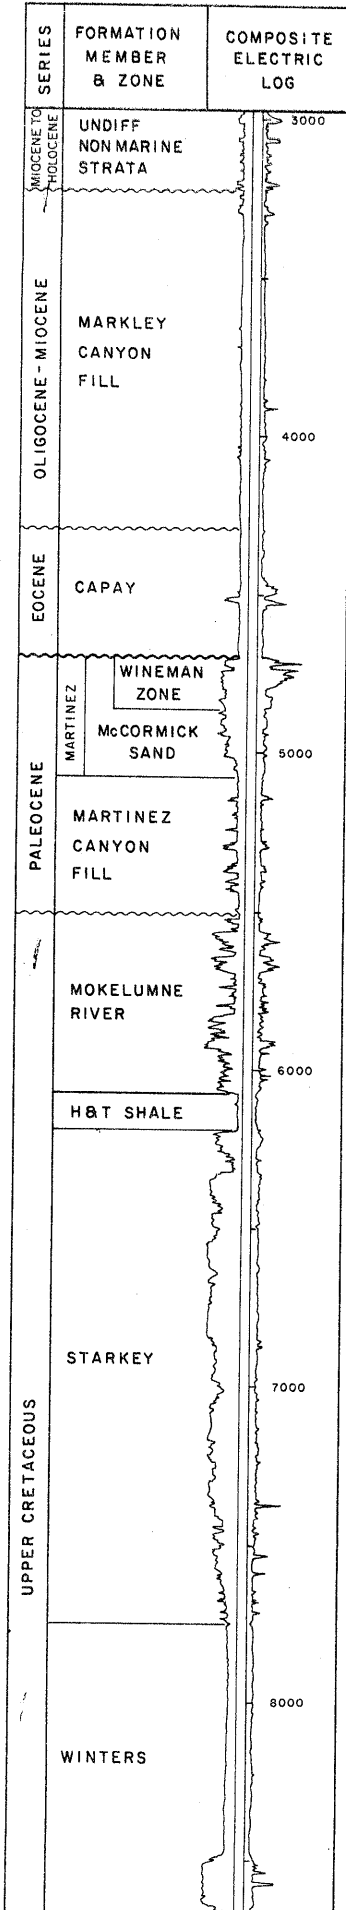 SERIES
FORMATION
MEMBER
& ZONE
COMPOSITE
ELECTRIC
LOG
MIOCENE TO
HOLOCENE
UNDIFF
NON MARINE
STRATA
3000
OLIGOCENE-MIOCENE
MARKLEY
CANYON
FILL
4000
EOCENE
CAPAY
PALEOCENE
MARTINEZ
WINEMAN
ZONE
McCORMICK
SAND
5000
MARTINEZ
CANYON
FILL
UPPER CRETACEOUS
MOKELUMNE
RIVER
6000
H&T SHALE
STARKEY
7000
8000
WINTERS